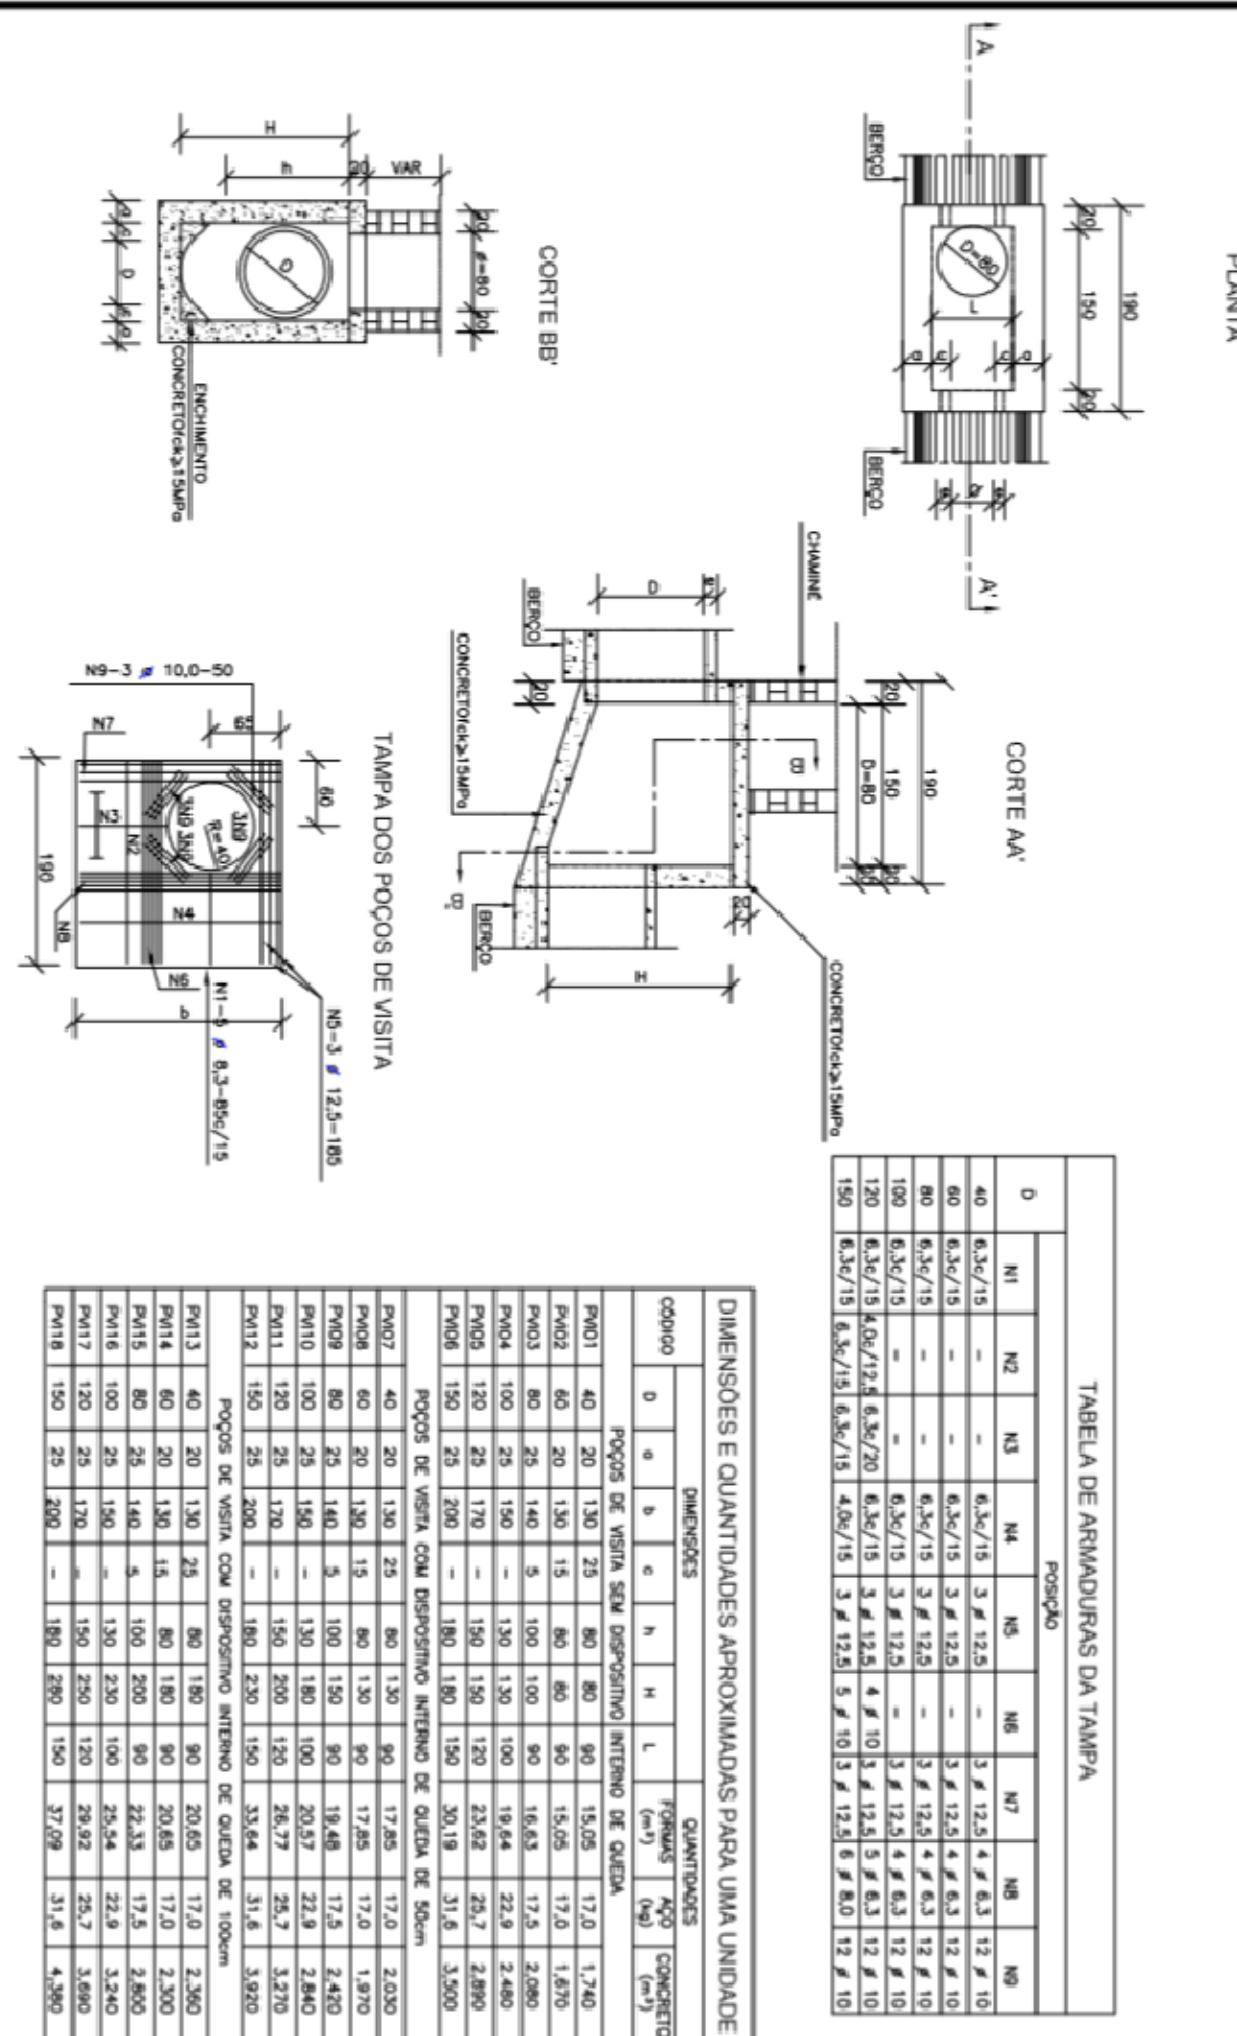 PLANTA
A
A'
BERÇO
BERÇO
D=80
L
20
150
20
190
a
c
c
a
e
D
e
CORTE BB'
H
h
20
VAR
20
ø=80
20
a
c
D
c
a
D
ENCHIMENTO
CONCRETOfck≥15MPa
CORTE AA'
CHAMINÉ
BERÇO
BERÇO
CONCRETOfck≥15MPa
CONCRETOfck≥15MPa
D
e
20
20
D=80
150
190
B
B'
H
TAMPA DOS POÇOS DE VISITA
N9-3 ø 10,0-50
N7
65
60
190
b
N3
N2
N4
N6
N8
3N9
R=40
N5-3 ø 12,5-185
N1-5 ø 6,3-85c/15
TABELA DE ARMADURAS DA TAMPA
D POSIÇÃO
N1 N2 N3 N4 N5 N6 N7 N8 N9
40 6,3c/15 - - 6,3c/15 3 ø 12,5 - 3 ø 12,5 4 ø 6,3 12 ø 10
60 6,3c/15 - - 6,3c/15 3 ø 12,5 - 3 ø 12,5 4 ø 6,3 12 ø 10
80 6,3c/15 - - 6,3c/15 3 ø 12,5 - 3 ø 12,5 4 ø 6,3 12 ø 10
100 6,3c/15 - - 6,3c/15 3 ø 12,5 - 3 ø 12,5 4 ø 6,3 12 ø 10
120 6,3c/15 4,0c/12,5 6,3c/20 6,3c/15 3 ø 12,5 4 ø 10 3 ø 12,5 5 ø 6,3 12 ø 10
150 6,3c/15 6,3c/15 6,3c/15 4,0c/15 3 ø 12,5 5 ø 10 3 ø 12,5 6 ø 8,0 12 ø 10
DIMENSÕES E QUANTIDADES APROXIMADAS PARA UMA UNIDADE
CÓDIGO DIMENSÕES QUANTIDADES
D a b c h H L FORMAS (m²) AÇO (kg) CONCRETO (m³)
POÇOS DE VISITA SEM DISPOSITIVO INTERNO DE QUEDA
PVI01 40 20 130 25 80 80 90 15,05 17,0 1,740
PVI02 60 20 130 15 80 80 90 15,05 17,0 1,670
PVI03 80 25 140 5 100 100 90 16,63 17,5 2,080
PVI04 100 25 150 - 130 130 100 19,64 22,9 2,480
PVI05 120 25 170 - 150 150 120 23,62 25,7 2,890
PVI06 150 25 200 - 180 180 150 30,19 31,6 3,500
POÇOS DE VISITA COM DISPOSITIVO INTERNO DE QUEDA DE 50cm
PVI07 40 20 130 25 80 130 90 17,85 17,0 2,030
PVI08 60 20 130 15 80 130 90 17,85 17,0 1,970
PVI09 80 25 140 5 100 150 90 19,48 17,5 2,420
PVI10 100 25 150 - 130 180 100 20,57 22,9 2,840
PVI11 120 25 170 - 150 200 120 26,77 25,7 3,270
PVI12 150 25 200 - 180 230 150 33,64 31,6 3,920
POÇOS DE VISITA COM DISPOSITIVO INTERNO DE QUEDA DE 100cm
PVI13 40 20 130 25 80 180 90 20,65 17,0 2,360
PVI14 60 20 130 15 80 180 90 20,65 17,0 2,300
PVI15 80 25 140 5 100 200 90 22,33 17,5 2,800
PVI16 100 25 150 - 130 230 100 25,54 22,9 3,240
PVI17 120 25 170 - 150 250 120 29,92 25,7 3,690
PVI18 150 25 200 - 180 280 150 37,09 31,6 4,380